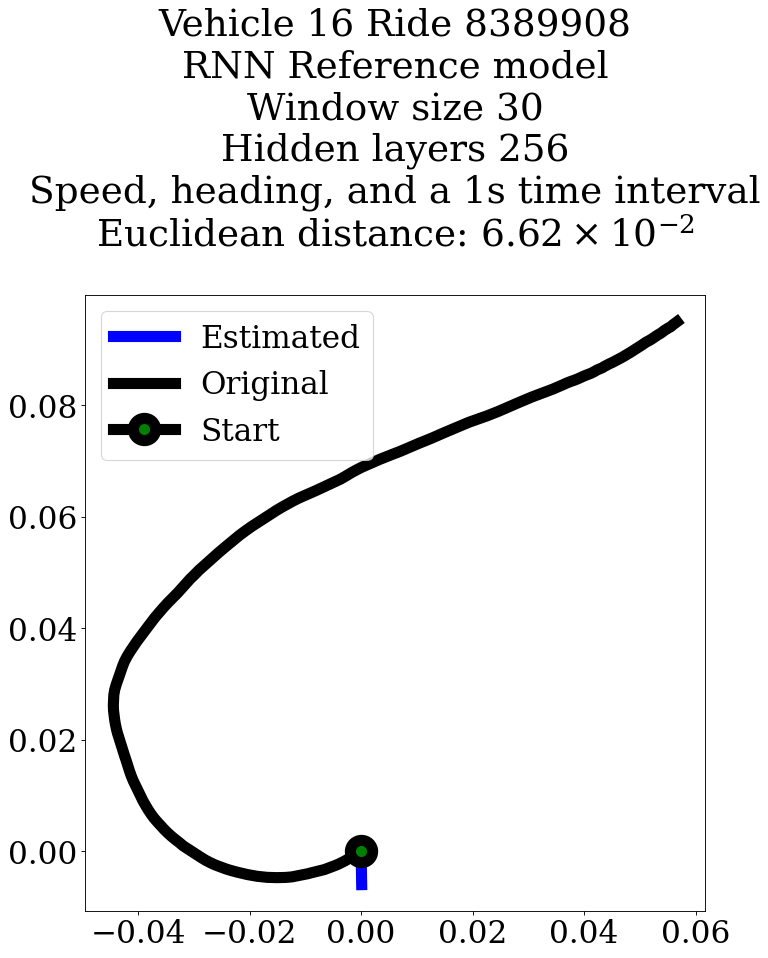 Vehicle 16 Ride 8389908
RNN Reference model
Window size 30
Hidden layers 256
Speed, heading, and a 1s time interval
Euclidean distance: 6.62 × 10⁻²
Estimated
Original
Start
0.08
0.06
0.04
0.02
0.00
−0.04 −0.02 0.00 0.02 0.04 0.06